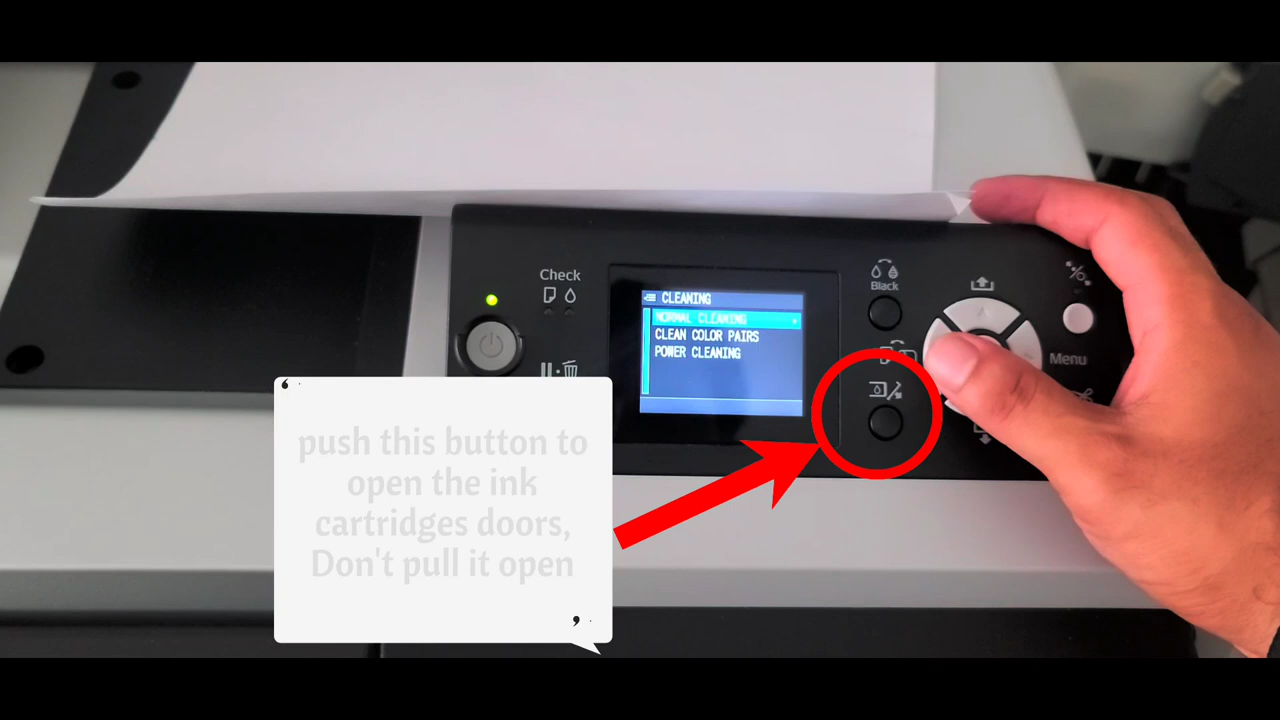 Check
CLEANING
NORMAL CLEANING
CLEAN COLOR PAIRS
POWER CLEANING
Black
Menu
push this button to
open the ink
cartridges doors,
Don't pull it open